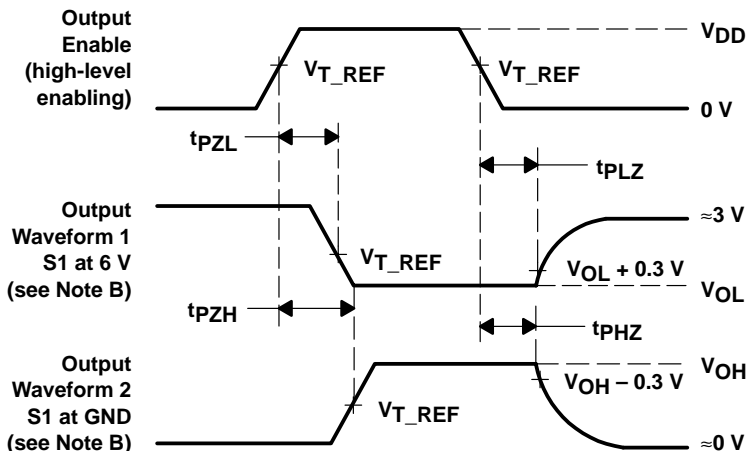 Output
Enable
(high-level
enabling)
VT_REF
VT_REF
VDD
0 V
tPZL
tPLZ
Output
Waveform 1
S1 at 6 V
(see Note B)
VT_REF
≈3 V
VOL + 0.3 V
VOL
tPZH
tPHZ
Output
Waveform 2
S1 at GND
(see Note B)
VT_REF
VOH
VOH – 0.3 V
≈0 V